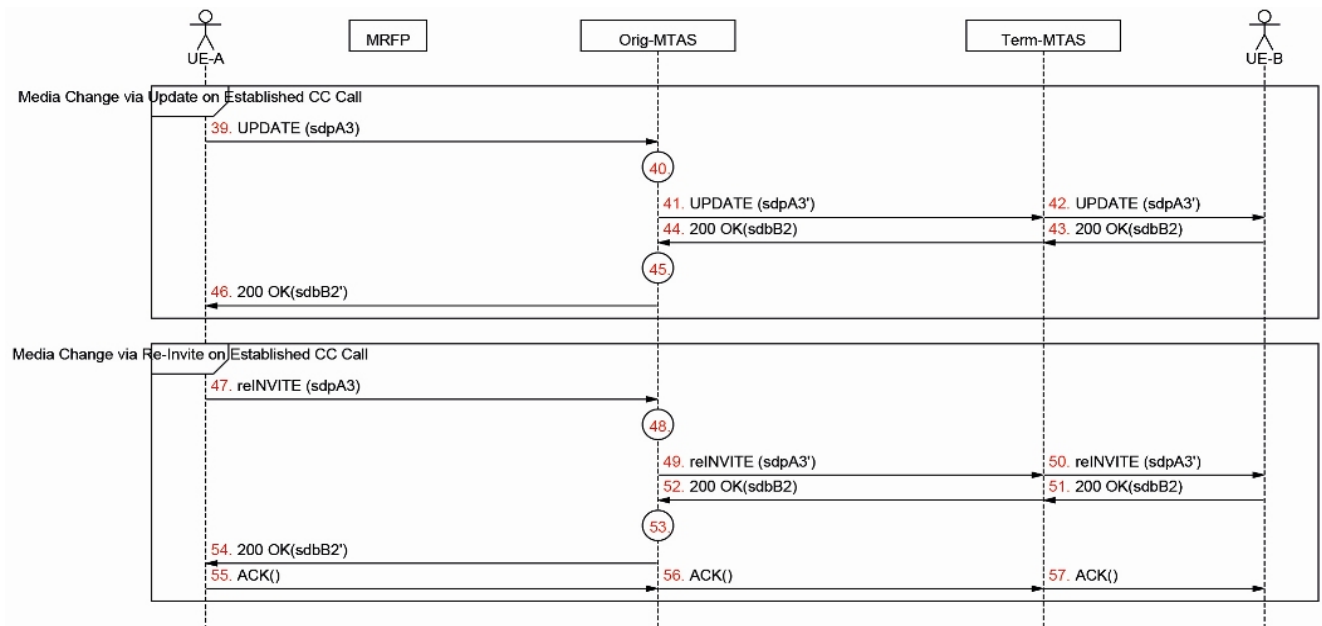 UE-A
MRFP
Orig-MTAS
Term-MTAS
UE-B
Media Change via Update on Established CC Call
39. UPDATE (sdpA3)
40.
41. UPDATE (sdpA3')
42. UPDATE (sdpA3')
44. 200 OK(sdbB2)
43. 200 OK(sdbB2)
45.
46. 200 OK(sdbB2')
Media Change via Re-Invite on Established CC Call
47. reINVITE (sdpA3)
48.
49. reINVITE (sdpA3')
50. reINVITE (sdpA3')
52. 200 OK(sdbB2)
51. 200 OK(sdbB2)
53.
54. 200 OK(sdbB2')
55. ACK()
56. ACK()
57. ACK()